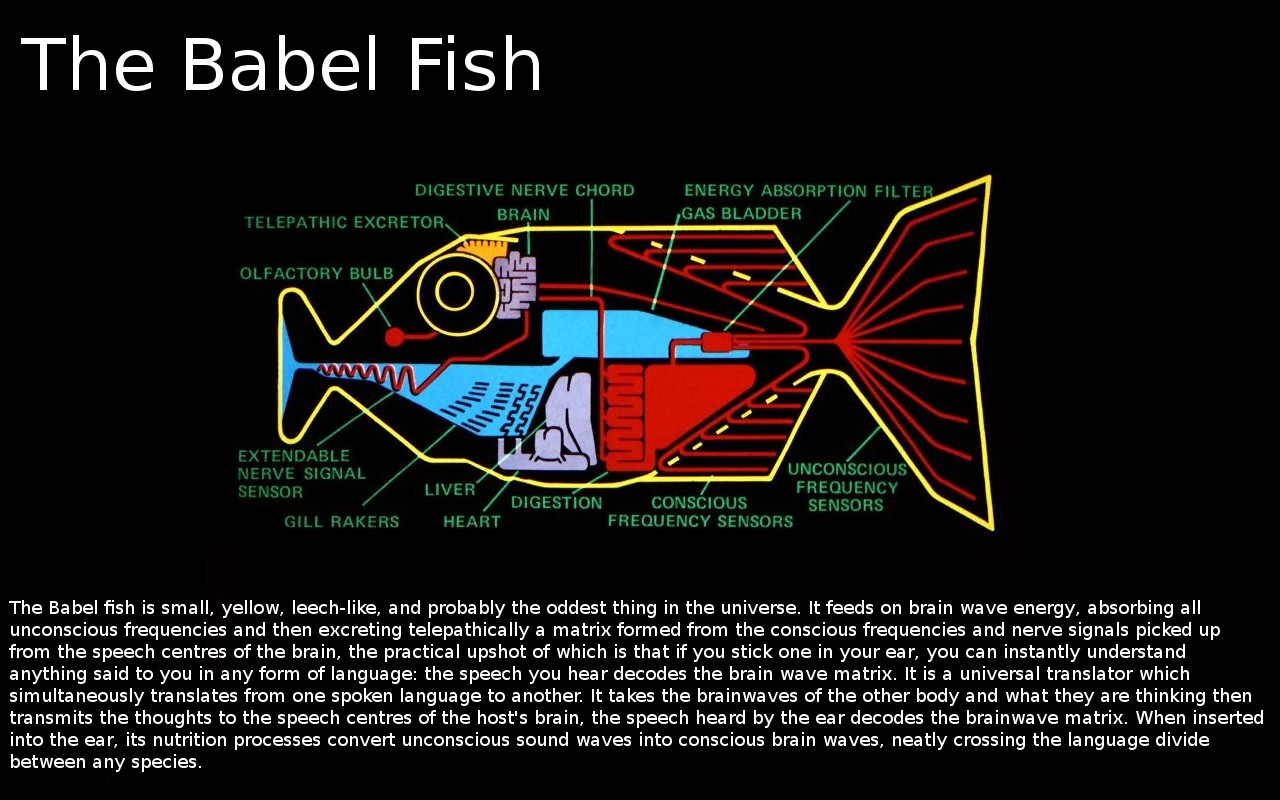 The Babel Fish
DIGESTIVE NERVE CHORD
ENERGY ABSORPTION FILTER
TELEPATHIC EXCRETOR
BRAIN
GAS BLADDER
OLFACTORY BULB
EXTENDABLE
NERVE SIGNAL
SENSOR
GILL RAKERS
LIVER
HEART
DIGESTION
CONSCIOUS
FREQUENCY SENSORS
UNCONSCIOUS
FREQUENCY
SENSORS
The Babel fish is small, yellow, leech-like, and probably the oddest thing in the universe. It feeds on brain wave energy, absorbing all
unconscious frequencies and then excreting telepathically a matrix formed from the conscious frequencies and nerve signals picked up
from the speech centres of the brain, the practical upshot of which is that if you stick one in your ear, you can instantly understand
anything said to you in any form of language: the speech you hear decodes the brain wave matrix. It is a universal translator which
simultaneously translates from one spoken language to another. It takes the brainwaves of the other body and what they are thinking then
transmits the thoughts to the speech centres of the host's brain, the speech heard by the ear decodes the brainwave matrix. When inserted
into the ear, its nutrition processes convert unconscious sound waves into conscious brain waves, neatly crossing the language divide
between any species.